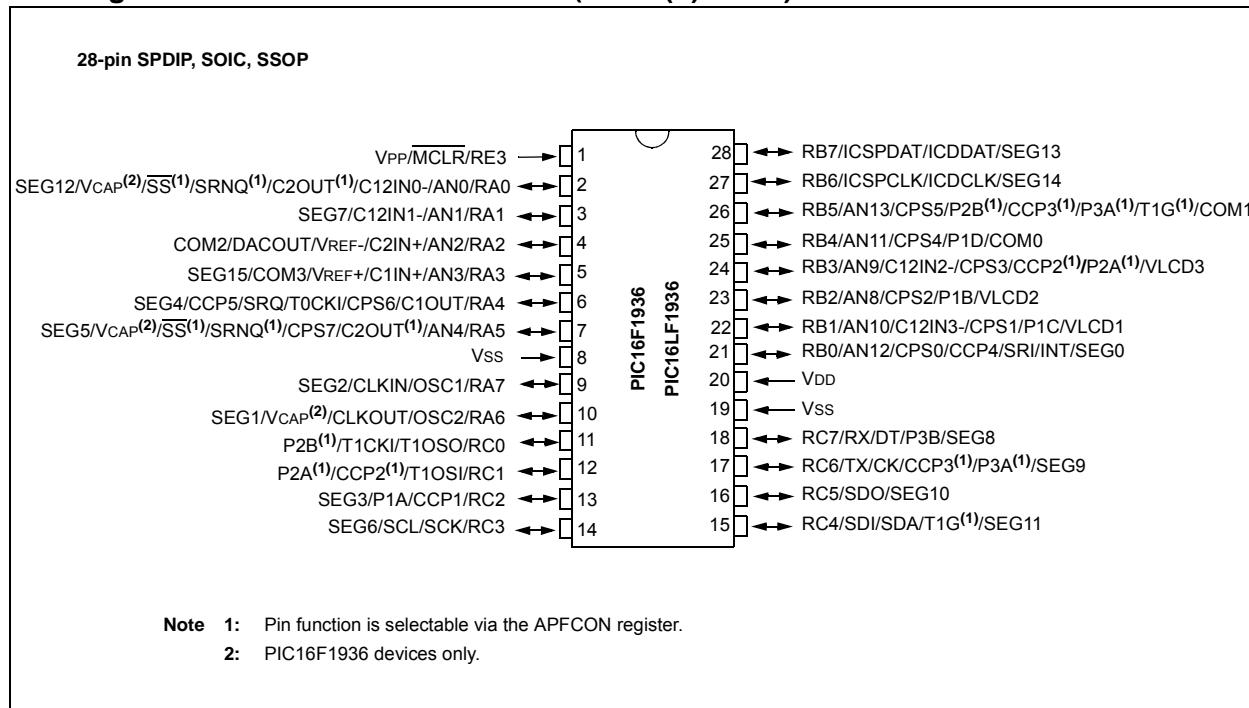 28-pin SPDIP, SOIC, SSOP
VPP/MCLR/RE3
SEG12/VCAP(2)/SS(1)/SRNQ(1)/C2OUT(1)/C12IN0-/AN0/RA0
SEG7/C12IN1-/AN1/RA1
COM2/DACOUT/VREF-/C2IN+/AN2/RA2
SEG15/COM3/VREF+/C1IN+/AN3/RA3
SEG4/CCP5/SRQ/T0CKI/CPS6/C1OUT/RA4
SEG5/VCAP(2)/SS(1)/SRNQ(1)/CPS7/C2OUT(1)/AN4/RA5
VSS
SEG2/CLKIN/OSC1/RA7
SEG1/VCAP(2)/CLKOUT/OSC2/RA6
P2B(1)/T1CKI/T1OSO/RC0
P2A(1)/CCP2(1)/T1OSI/RC1
SEG3/P1A/CCP1/RC2
SEG6/SCL/SCK/RC3
1
2
3
4
5
6
7
8
9
10
11
12
13
14
PIC16F1936
PIC16LF1936
28
27
26
25
24
23
22
21
20
19
18
17
16
15
RB7/ICSPDAT/ICDDAT/SEG13
RB6/ICSPCLK/ICDCLK/SEG14
RB5/AN13/CPS5/P2B(1)/CCP3(1)/P3A(1)/T1G(1)/COM1
RB4/AN11/CPS4/P1D/COM0
RB3/AN9/C12IN2-/CPS3/CCP2(1)/P2A(1)/VLCD3
RB2/AN8/CPS2/P1B/VLCD2
RB1/AN10/C12IN3-/CPS1/P1C/VLCD1
RB0/AN12/CPS0/CCP4/SRI/INT/SEG0
VDD
VSS
RC7/RX/DT/P3B/SEG8
RC6/TX/CK/CCP3(1)/P3A(1)/SEG9
RC5/SDO/SEG10
RC4/SDI/SDA/T1G(1)/SEG11
Note 1: Pin function is selectable via the APFCON register.
2: PIC16F1936 devices only.